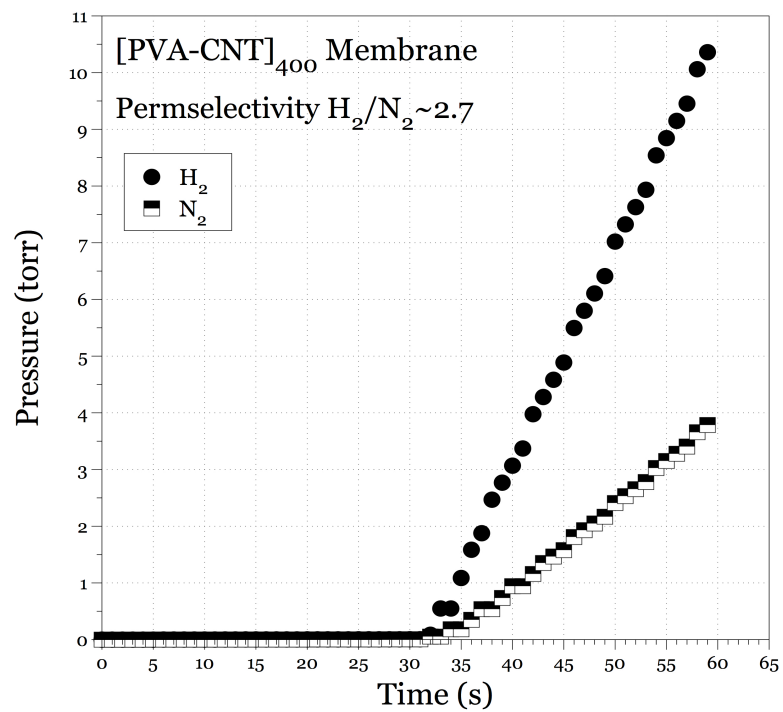 [PVA-CNT]₄₀₀ Membrane
Permselectivity H₂/N₂~2.7
H₂
N₂
Pressure (torr)
11
10
9
8
7
6
5
4
3
2
1
0
0 5 10 15 20 25 30 35 40 45 50 55 60 65
Time (s)